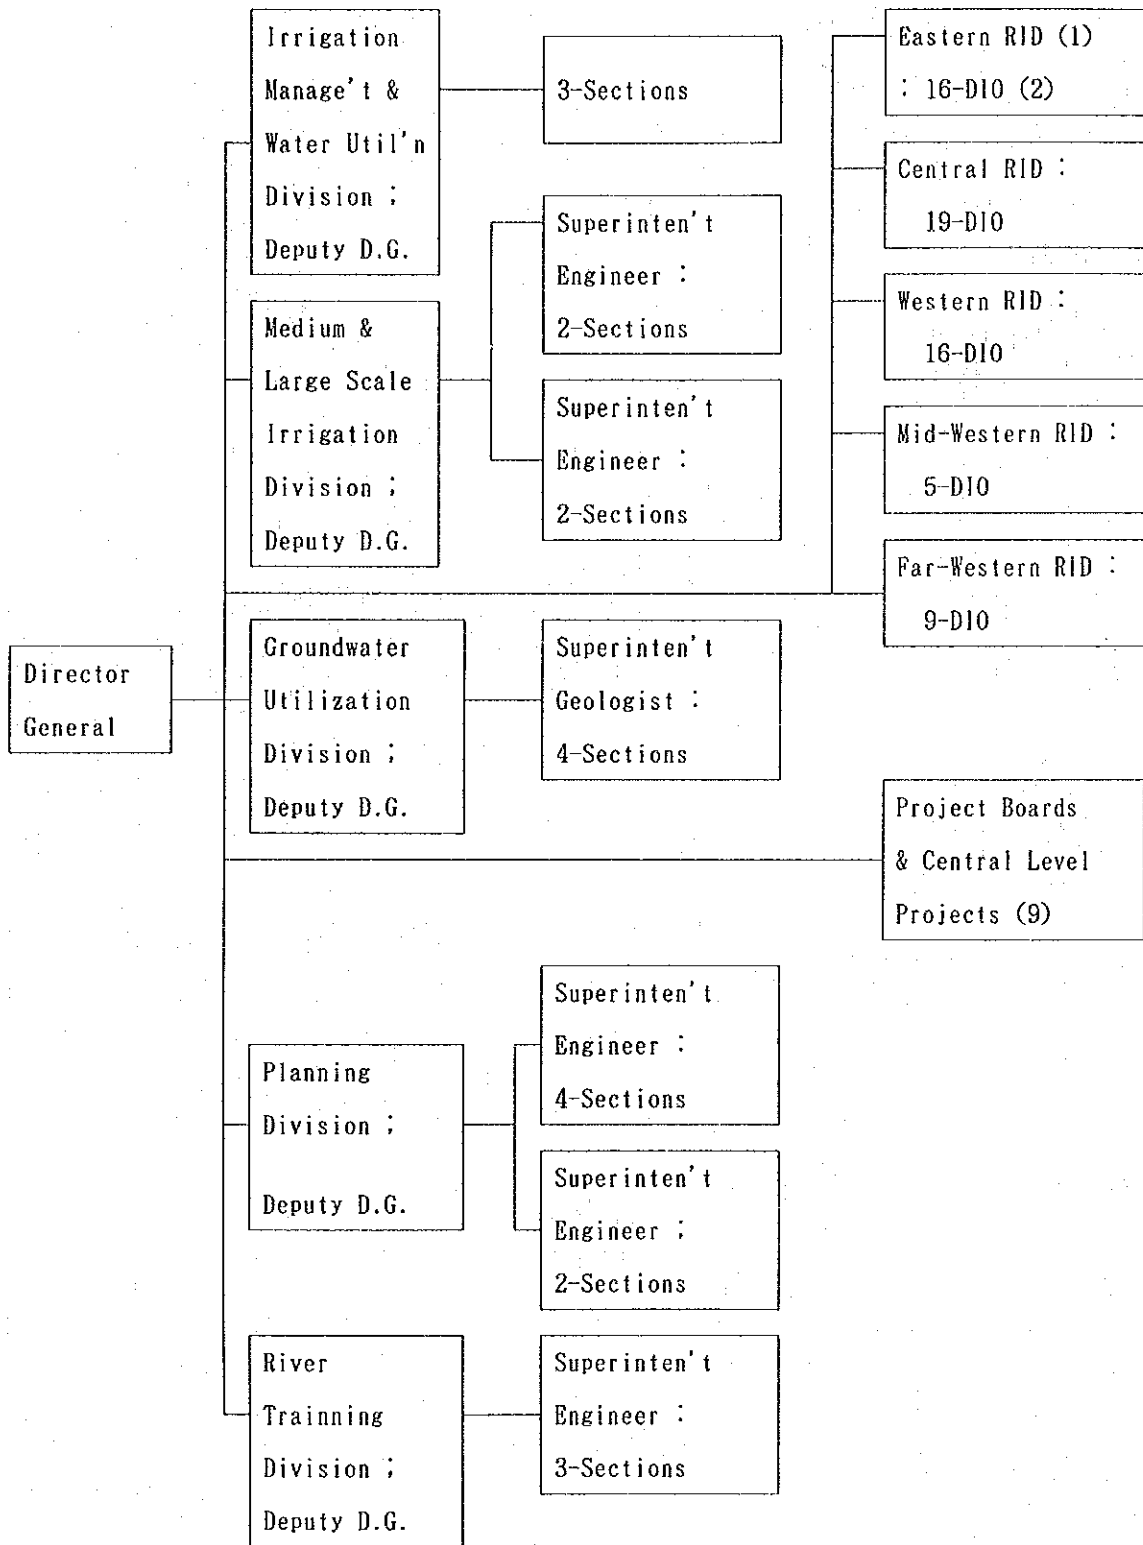 Irrigation
Manage't &
Water Util'n
Division ;
Deputy D.G.
3-Sections
Eastern RID (1)
: 16-DIO (2)
Central RID :
19-DIO
Western RID :
16-DIO
Mid-Western RID :
5-DIO
Far-Western RID :
9-DIO
Medium &
Large Scale
Irrigation
Division ;
Deputy D.G.
Superinten't
Engineer :
2-Sections
Superinten't
Engineer :
2-Sections
Director
General
Groundwater
Utilization
Division ;
Deputy D.G.
Superinten't
Geologist :
4-Sections
Project Boards
& Central Level
Projects (9)
Planning
Division ;
Deputy D.G.
Superinten't
Engineer :
4-Sections
Superinten't
Engineer ;
2-Sections
River
Trainning
Division ;
Deputy D.G.
Superinten't
Engineer :
3-Sections